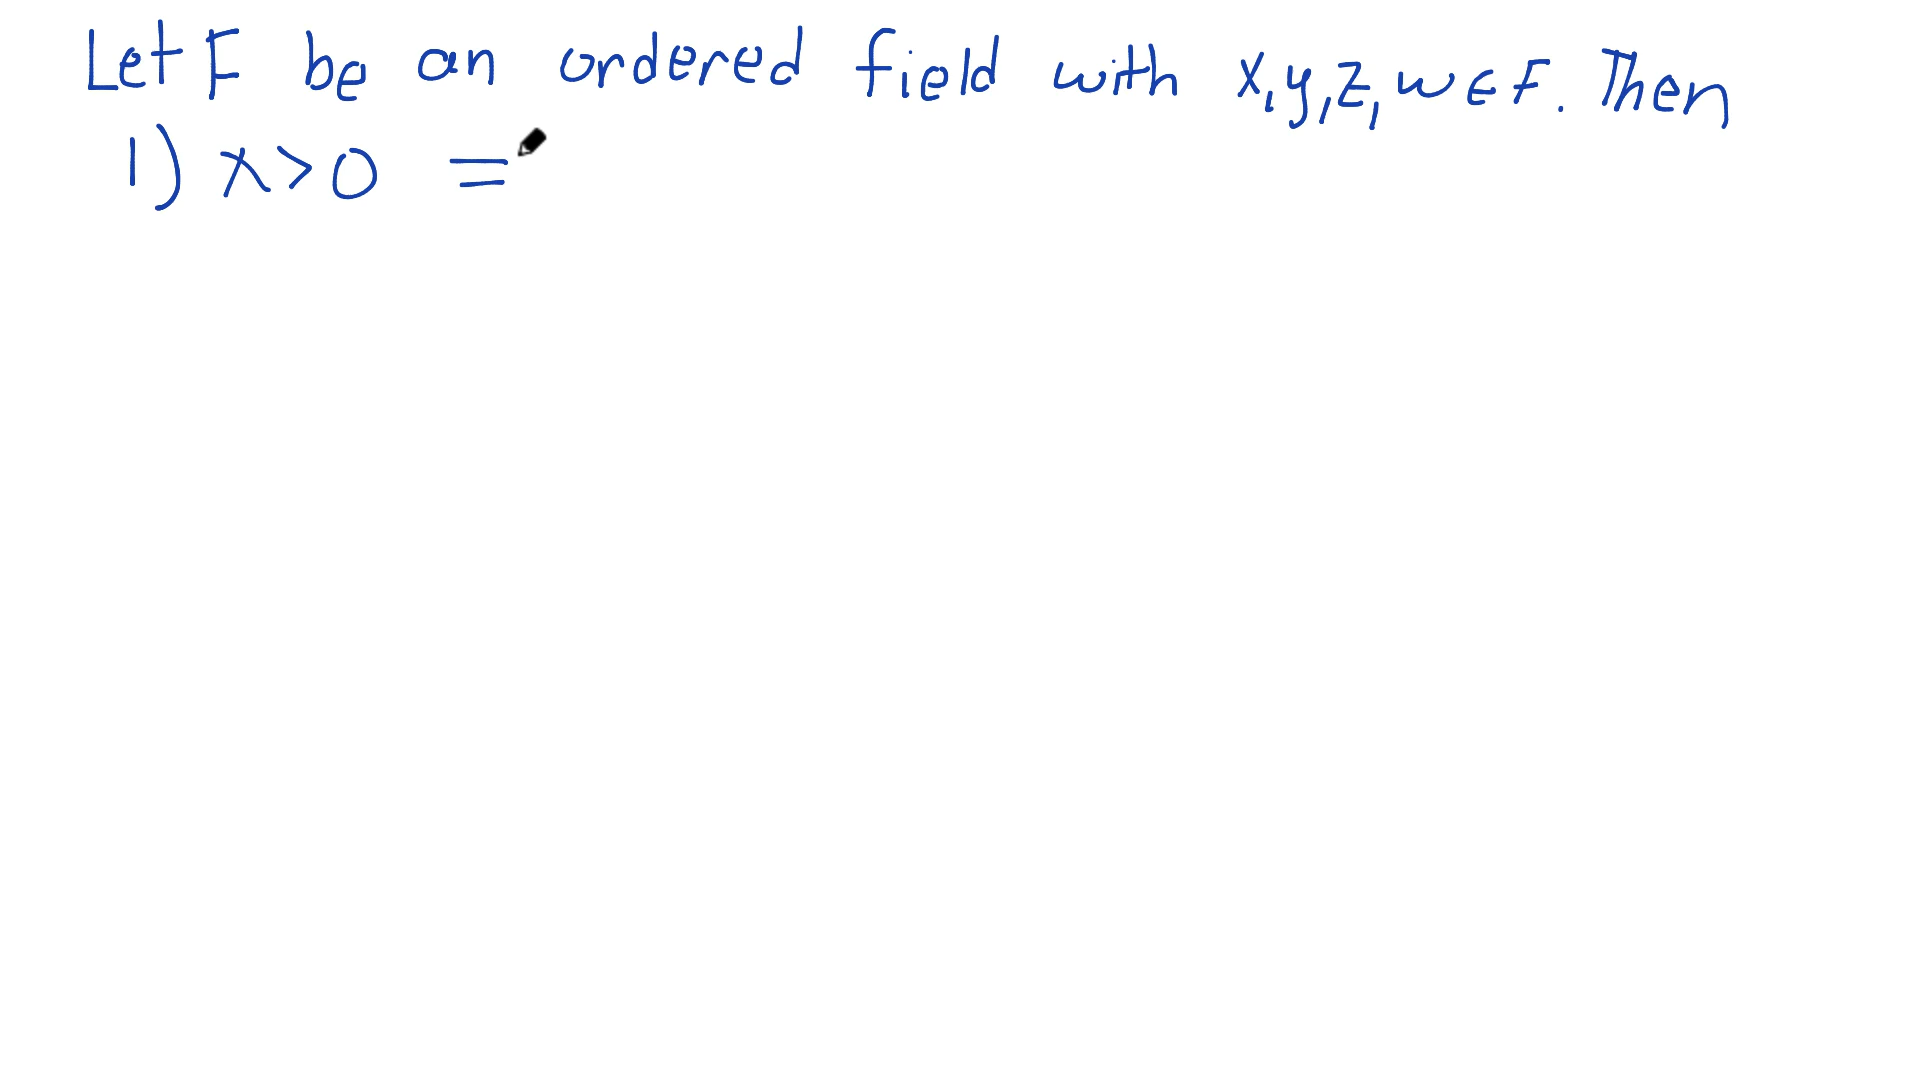 Let F be an ordered field with x,y,z,w∈F. Then
1) x>0 =